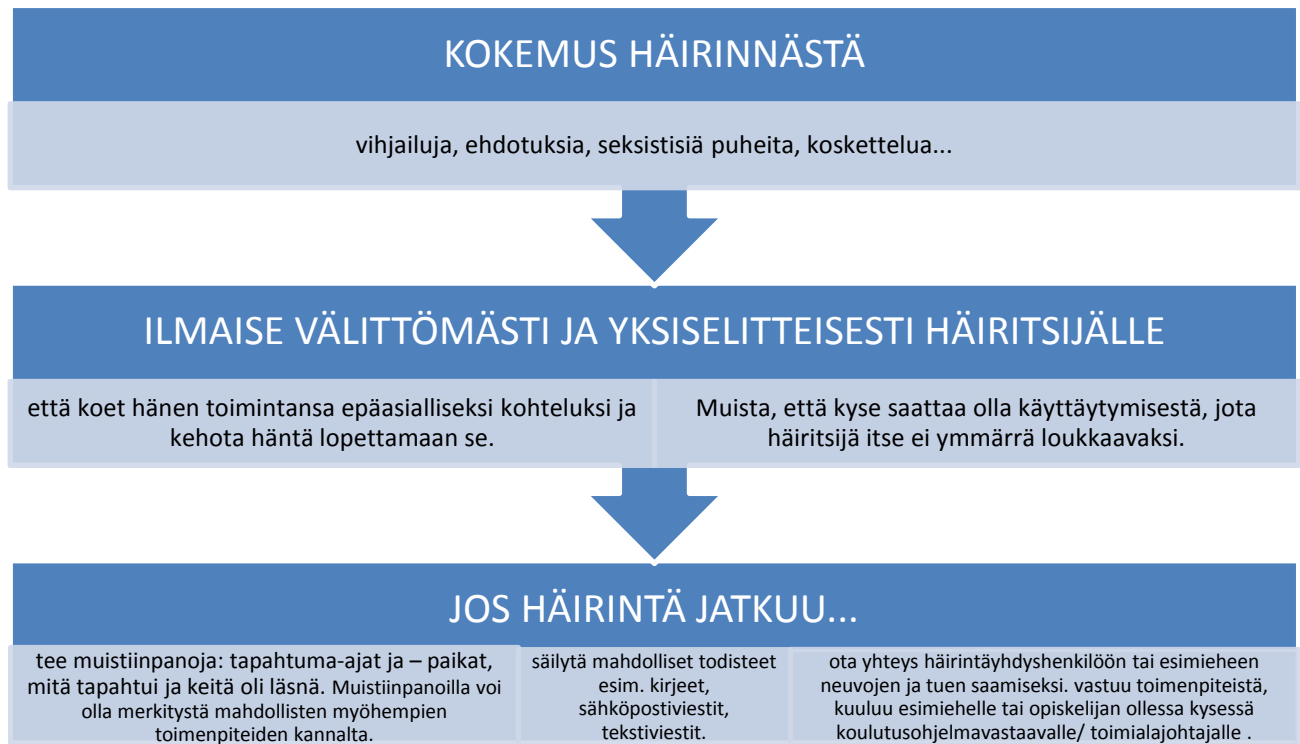 KOKEMUS HÄIRINNÄSTÄ
vihjailuja, ehdotuksia, seksistisiä puheita, koskettelua...
ILMAISE VÄLITTÖMÄSTI JA YKSISELITTEISESTI HÄIRITSIJÄLLE
että koet hänen toimintansa epäasialliseksi kohteluksi ja
kehota häntä lopettamaan se.
Muista, että kyse saattaa olla käyttäytymisestä, jota
häiritsijä itse ei ymmärrä loukkaavaksi.
JOS HÄIRINTÄ JATKUU...
tee muistiinpanoja: tapahtuma-ajat ja – paikat,
mitä tapahtui ja keitä oli läsnä. Muistiinpanoilla voi
olla merkitystä mahdollisten myöhempien
toimenpiteiden kannalta.
säilytä mahdolliset todisteet
esim. kirjeet,
sähköpostiviestit,
tekstiviestit.
ota yhteys häirintäyhdyshenkilöön tai esimieheen
neuvojen ja tuen saamiseksi. vastuu toimenpiteistä,
kuuluu esimiehelle tai opiskelijan ollessa kysessä
koulutusohjelmavastaavalle/ toimialajohtajalle .